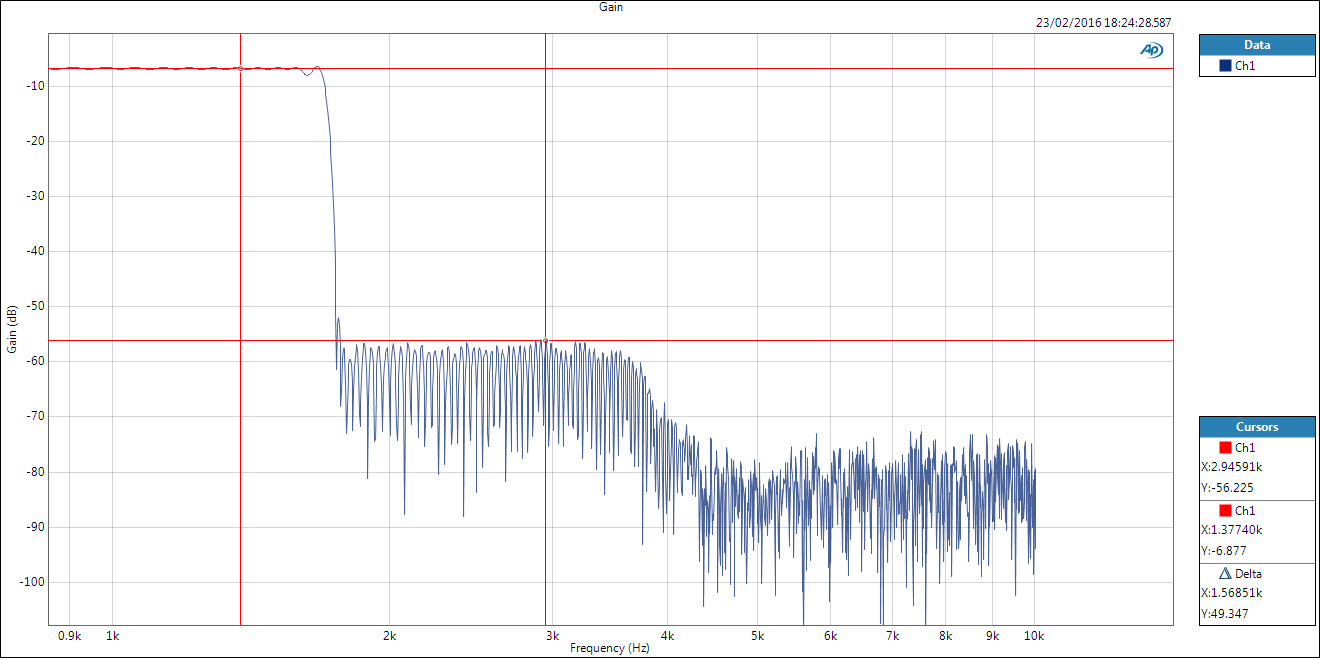 Gain
23/02/2016 18:24:28.587
AP
Data
Ch1
Gain (dB)
-10
-20
-30
-40
-50
-60
-70
-80
-90
-100
0.9k 1k 2k 3k 4k 5k 6k 7k 8k 9k 10k
Frequency (Hz)
Cursors
Ch1
X:2.94591k
Y:-56.225
Ch1
X:1.37740k
Y:-6.877
Delta
X:1.56851k
Y:49.347